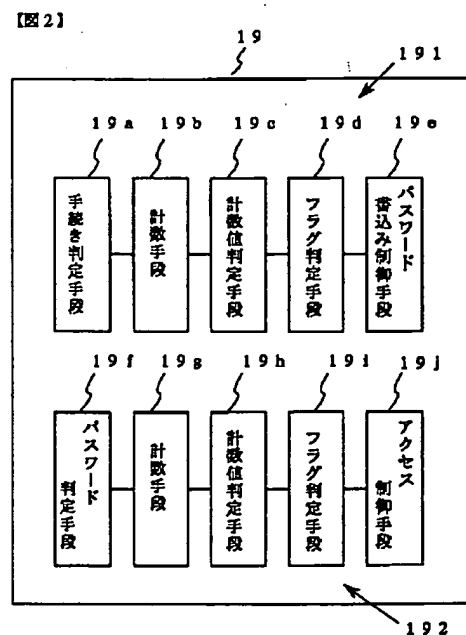 【図2】
19
191
19a
19b
19c
19d
19e
手続き判定手段
計数手段
計数値判定手段
フラグ判定手段
パスワード
書込み制御手段
19f
19g
19h
19i
19j
パスワード
判定手段
計数手段
計数値判定手段
フラグ判定手段
アクセス
制御手段
192